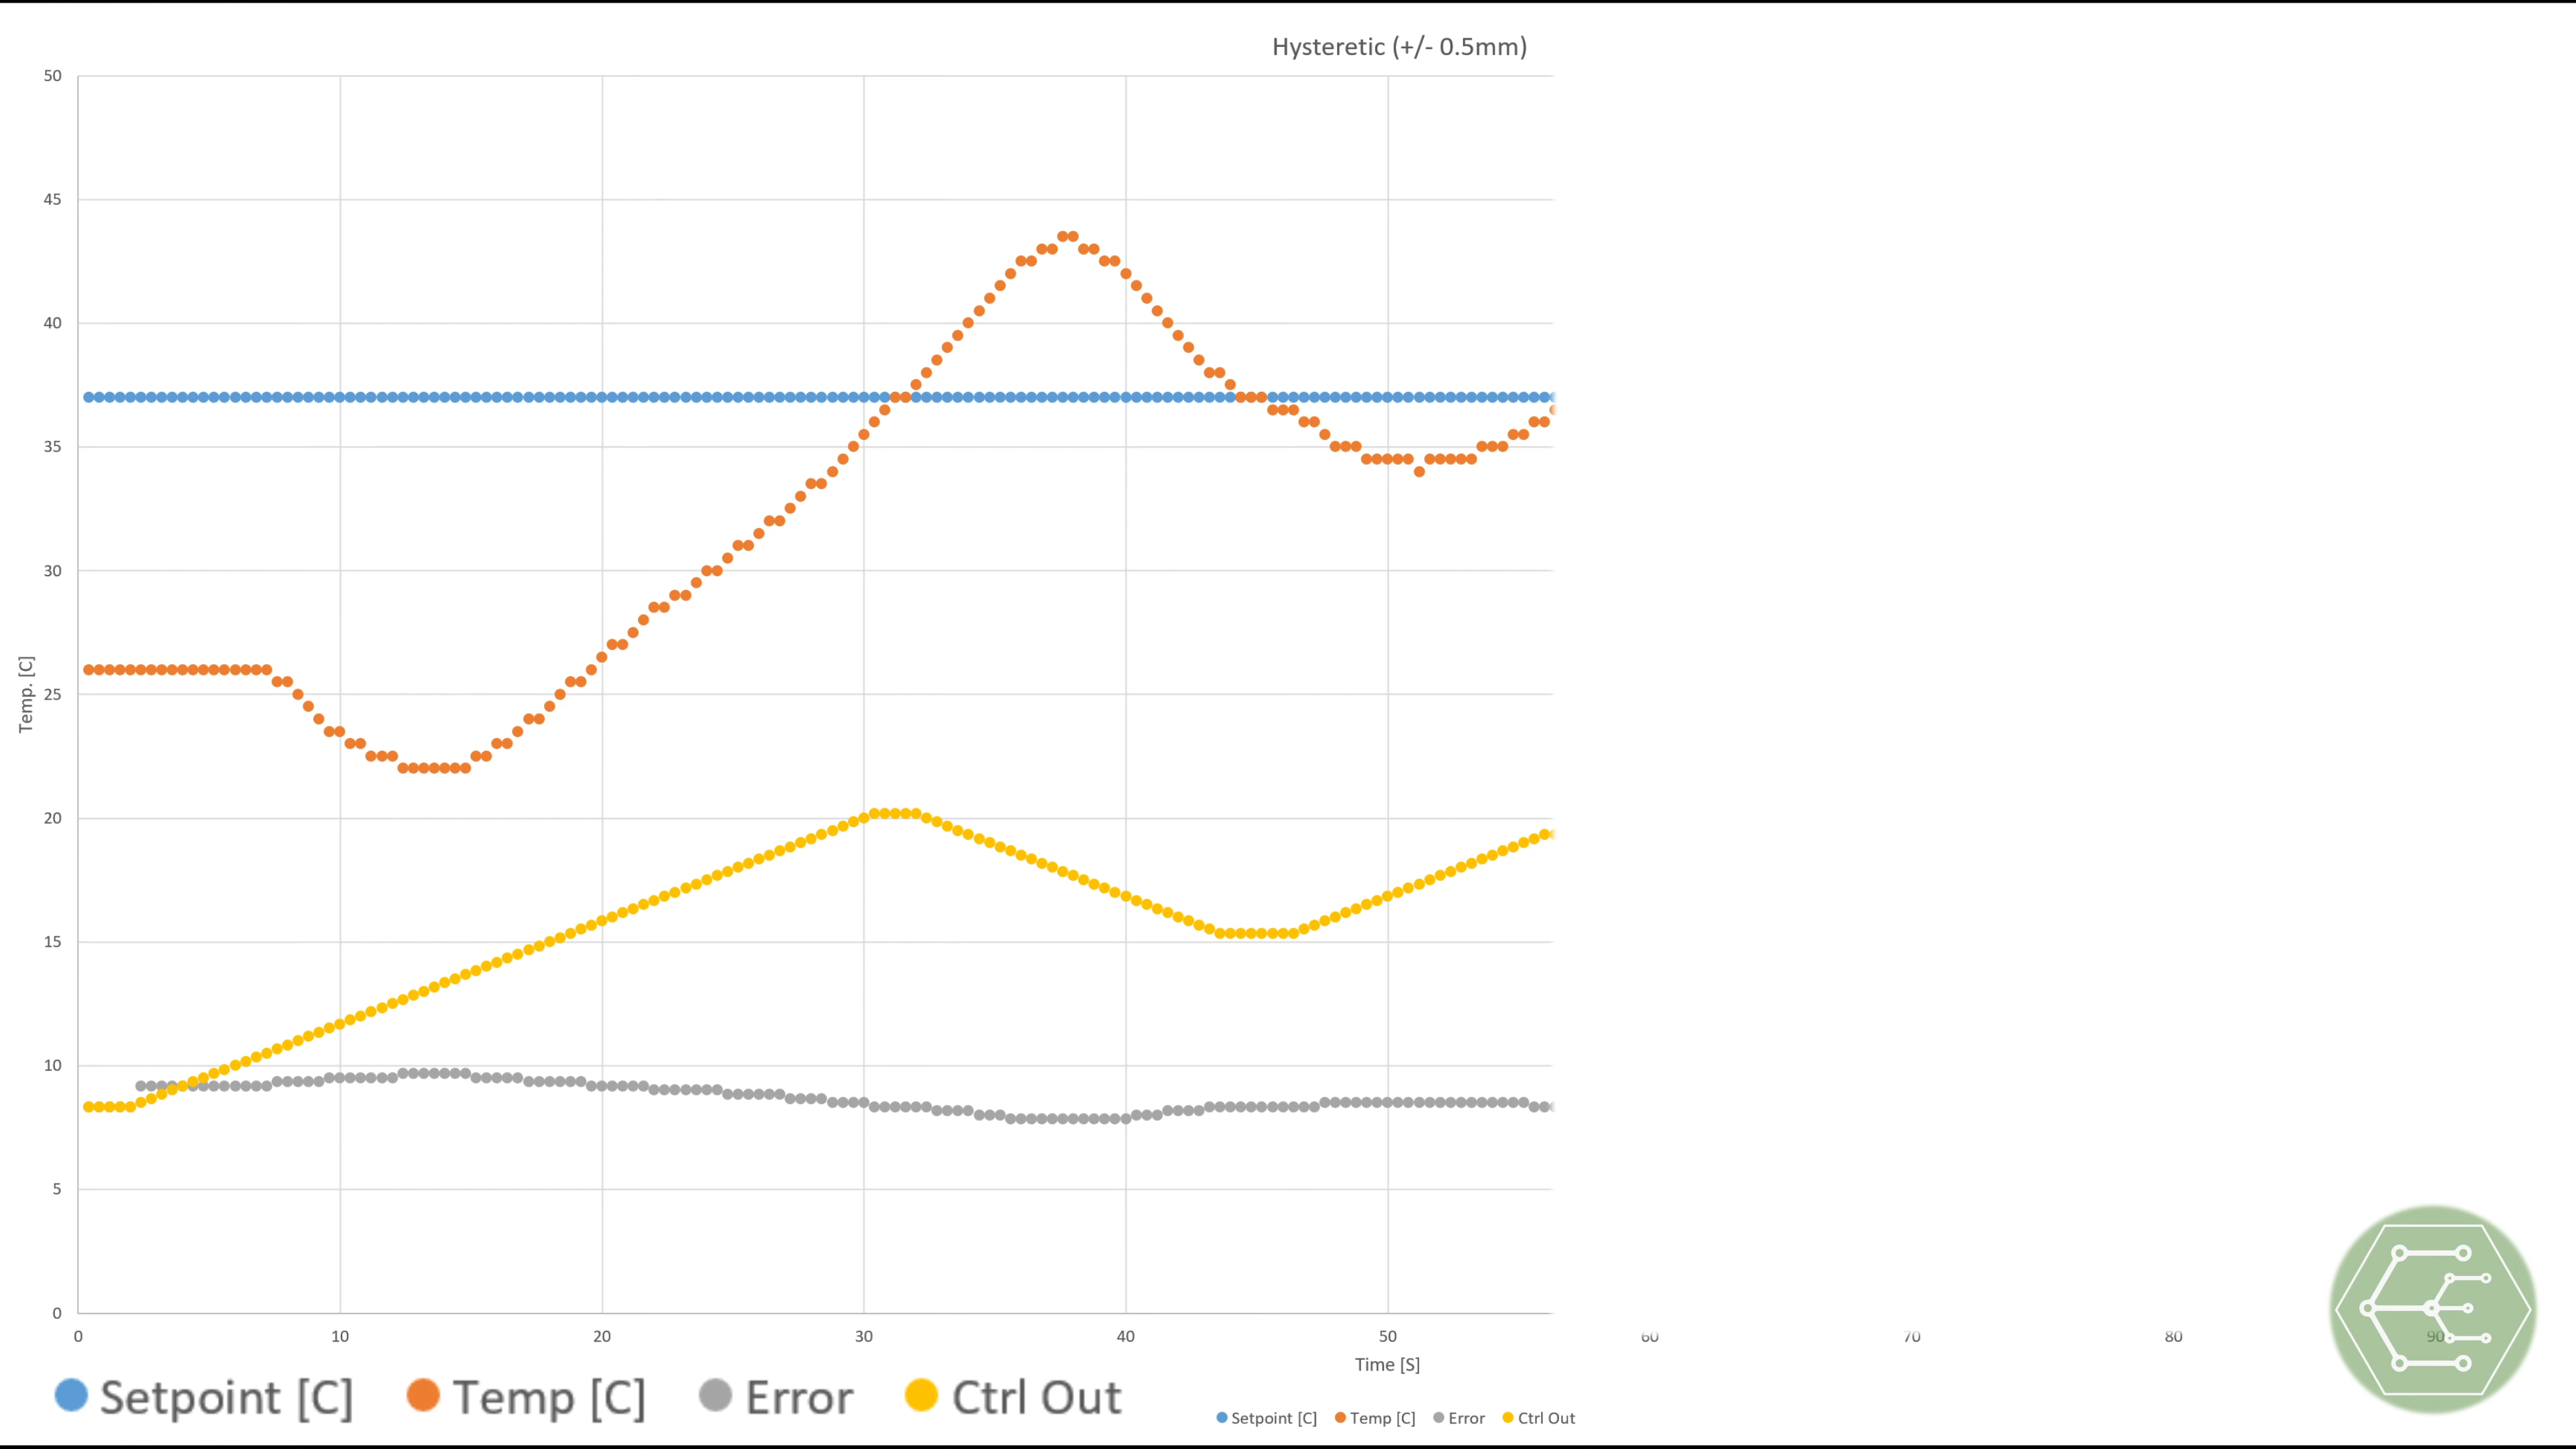 Hysteretic (+/- 0.5mm)
50
45
40
35
30
25
20
15
10
5
0
Temp. [C]
0 10 20 30 40 50 60 70 80 90
Time [S]
Setpoint [C] Temp [C] Error Ctrl Out
Setpoint [C] Temp [C] Error Ctrl Out